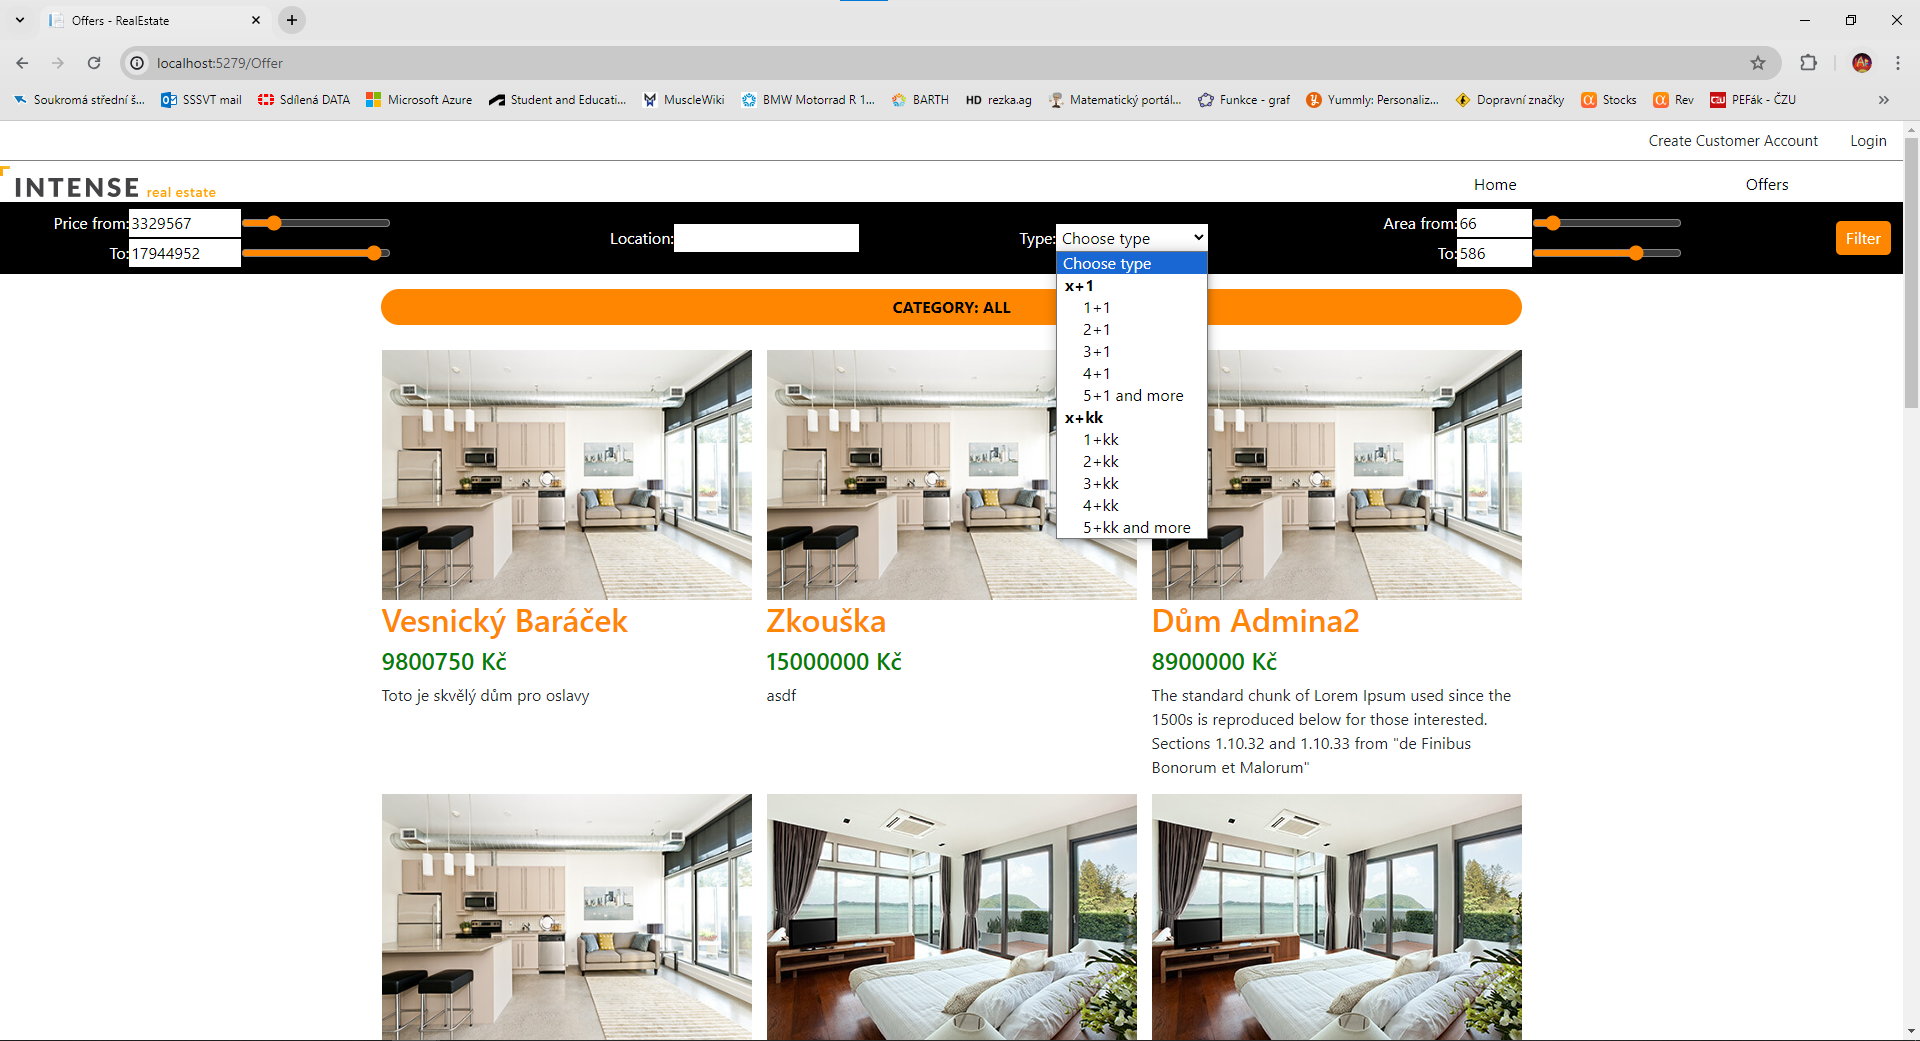 Offers - RealEstate
localhost:5279/Offer
Soukromá střední š... SSSVT mail Sdílená DATA Microsoft Azure Student and Educati... MuscleWiki BMW Motorrad R 1... BARTH HD rezka.ag Matematický portál... Funkce - graf Yummly: Personaliz... Dopravní značky Stocks Rev PEFák - ČZU
Create Customer Account Login
INTENSE real estate Home Offers
Price from: 3329567
To: 17944952
Location:
Type: Choose type
Area from: 66
To: 586
Filter
Choose type
x+1
1+1
2+1
3+1
4+1
5+1 and more
x+kk
1+kk
2+kk
3+kk
4+kk
5+kk and more
CATEGORY: ALL
Vesnický Baráček
9800750 Kč
Toto je skvělý dům pro oslavy
Zkouška
15000000 Kč
asdf
Dům Admina2
8900000 Kč
The standard chunk of Lorem Ipsum used since the
1500s is reproduced below for those interested.
Sections 1.10.32 and 1.10.33 from "de Finibus
Bonorum et Malorum"